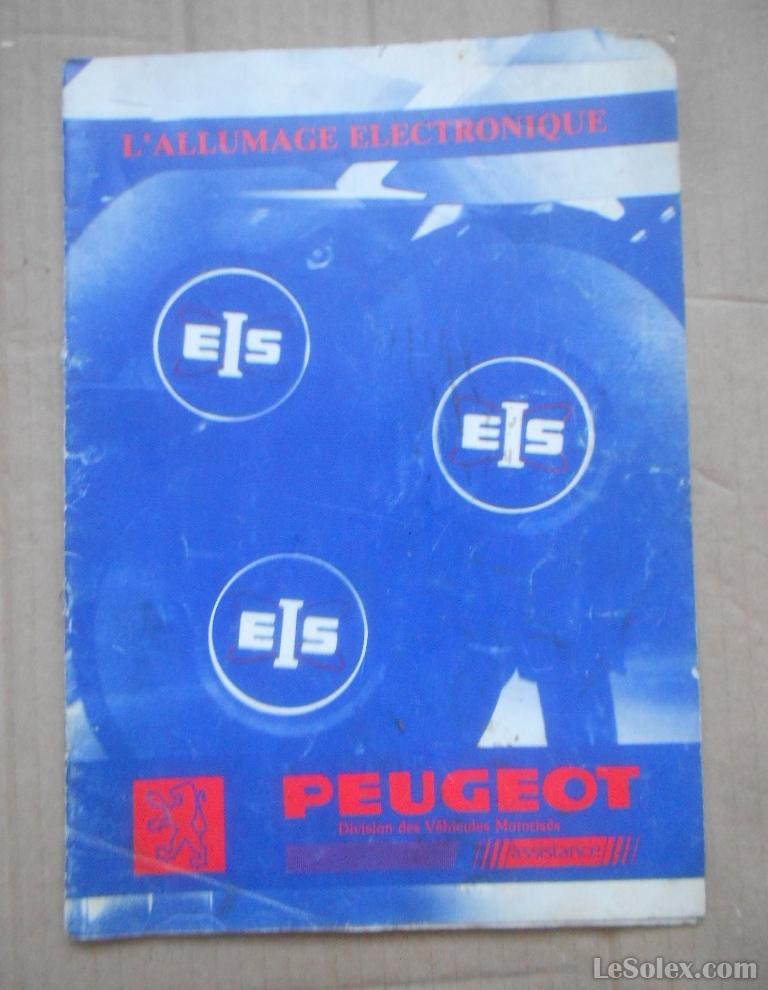 L'ALLUMAGE ELECTRONIQUE
EIS
EIS
EIS
PEUGEOT
Division des Véhicules Motorisés
Assistance
LeSolex.com